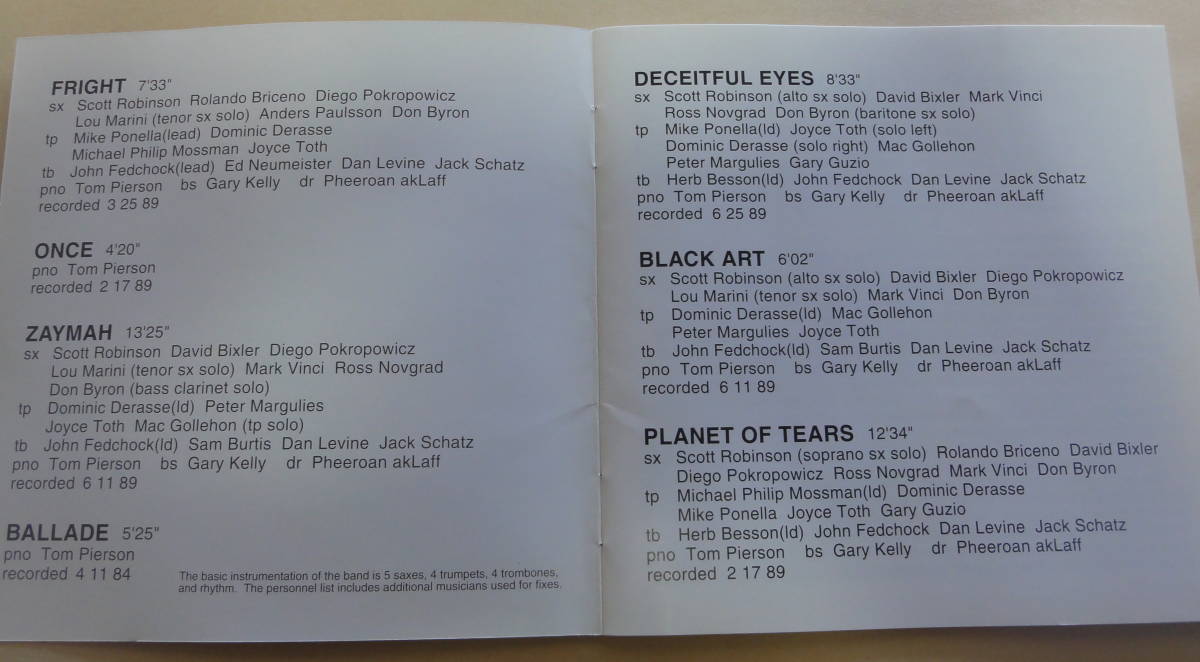 FRIGHT 7'33"
sx Scott Robinson Rolando Briceno Diego Pokropowicz
Lou Marini (tenor sx solo) Anders Paulsson Don Byron
tp Mike Ponella(lead) Dominic Derasse
Michael Philip Mossman Joyce Toth
tb John Fedchock(lead) Ed Neumeister Dan Levine Jack Schatz
pno Tom Pierson bs Gary Kelly dr Pheeroan akLaff
recorded 3 25 89
ONCE 4'20"
pno Tom Pierson
recorded 2 17 89
ZAYMAH 13'25"
sx Scott Robinson David Bixler Diego Pokropowicz
Lou Marini (tenor sx solo) Mark Vinci Ross Novgrad
Don Byron (bass clarinet solo)
tp Dominic Derasse(ld) Peter Margulies
Joyce Toth Mac Gollehon (tp solo)
tb John Fedchock(ld) Sam Burtis Dan Levine Jack Schatz
pno Tom Pierson bs Gary Kelly dr Pheeroan akLaff
recorded 6 11 89
BALLADE 5'25"
pno Tom Pierson
recorded 4 11 84
The basic instrumentation of the band is 5 saxes, 4 trumpets, 4 trombones,
and rhythm. The personnel list includes additional musicians used for fixes.
DECEITFUL EYES 8'33"
sx Scott Robinson (alto sx solo) David Bixler Mark Vinci
Ross Novgrad Don Byron (baritone sx solo)
tp Mike Ponella(ld) Joyce Toth (solo left)
Dominic Derasse (solo right) Mac Gollehon
Peter Margulies Gary Guzio
tb Herb Besson(ld) John Fedchock Dan Levine Jack Schatz
pno Tom Pierson bs Gary Kelly dr Pheeroan akLaff
recorded 6 25 89
BLACK ART 6'02"
sx Scott Robinson (alto sx solo) David Bixler Diego Pokropowicz
Lou Marini (tenor sx solo) Mark Vinci Don Byron
tp Dominic Derasse(ld) Mac Gollehon
Peter Margulies Joyce Toth
tb John Fedchock(ld) Sam Burtis Dan Levine Jack Schatz
pno Tom Pierson bs Gary Kelly dr Pheeroan akLaff
recorded 6 11 89
PLANET OF TEARS 12'34"
sx Scott Robinson (soprano sx solo) Rolando Briceno David Bixler
Diego Pokropowicz Ross Novgrad Mark Vinci Don Byron
tp Michael Philip Mossman(ld) Dominic Derasse
Mike Ponella Joyce Toth Gary Guzio
tb Herb Besson(ld) John Fedchock Dan Levine Jack Schatz
pno Tom Pierson bs Gary Kelly dr Pheeroan akLaff
recorded 2 17 89